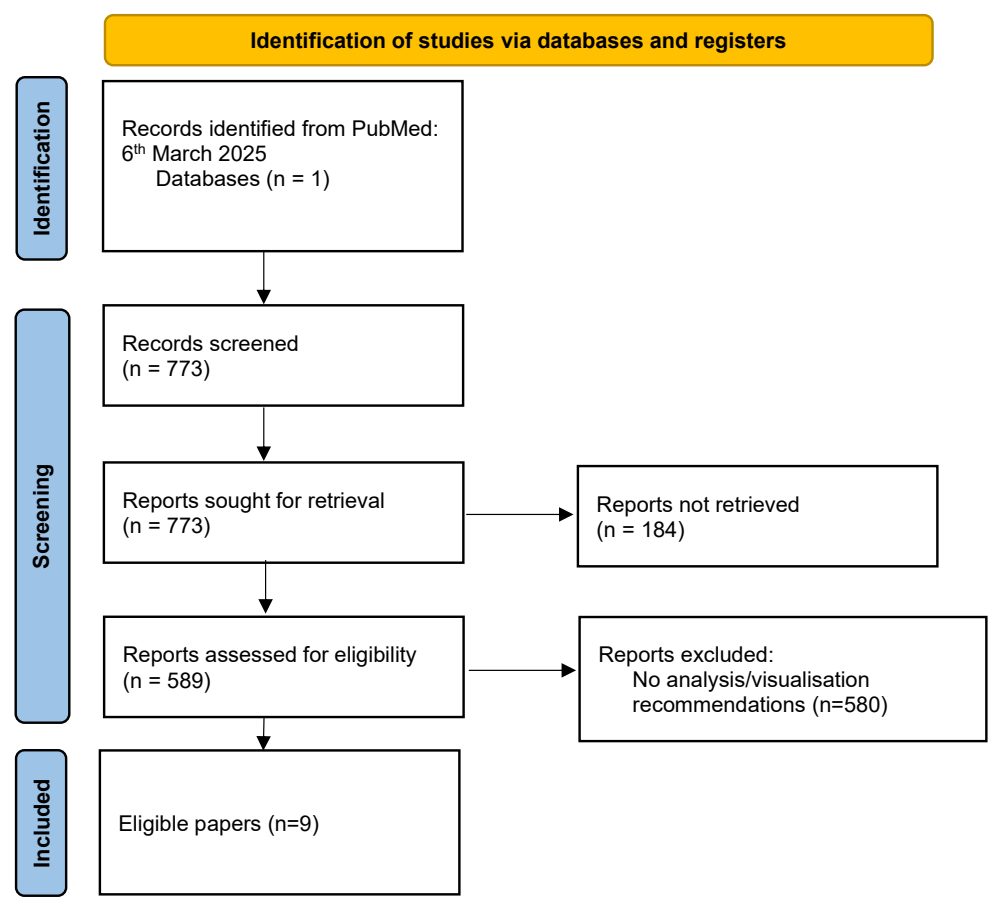 Identification of studies via databases and registers
Identification
Records identified from PubMed:
6th March 2025
Databases (n = 1)
Screening
Records screened
(n = 773)
Reports sought for retrieval
(n = 773)
Reports not retrieved
(n = 184)
Reports assessed for eligibility
(n = 589)
Reports excluded:
No analysis/visualisation
recommendations (n=580)
Included
Eligible papers (n=9)